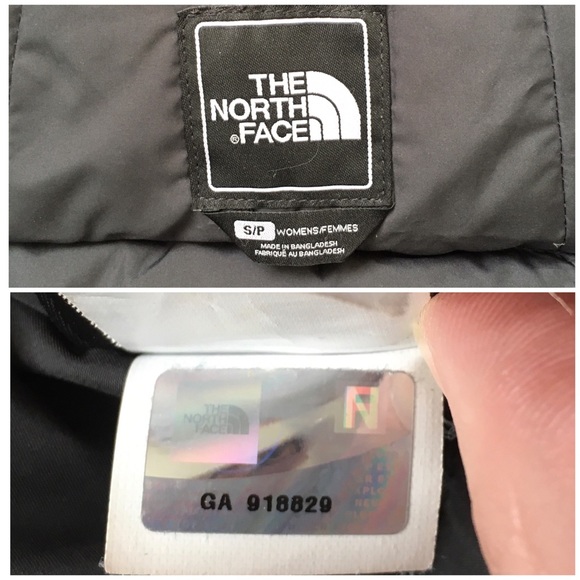 THE
NORTH
®FACE
S/P WOMENS/FEMMES
MADE IN BANGLADESH
FABRIQUÉ AU BANGLADESH
THE
NORTH
FACE
N
GA 918829